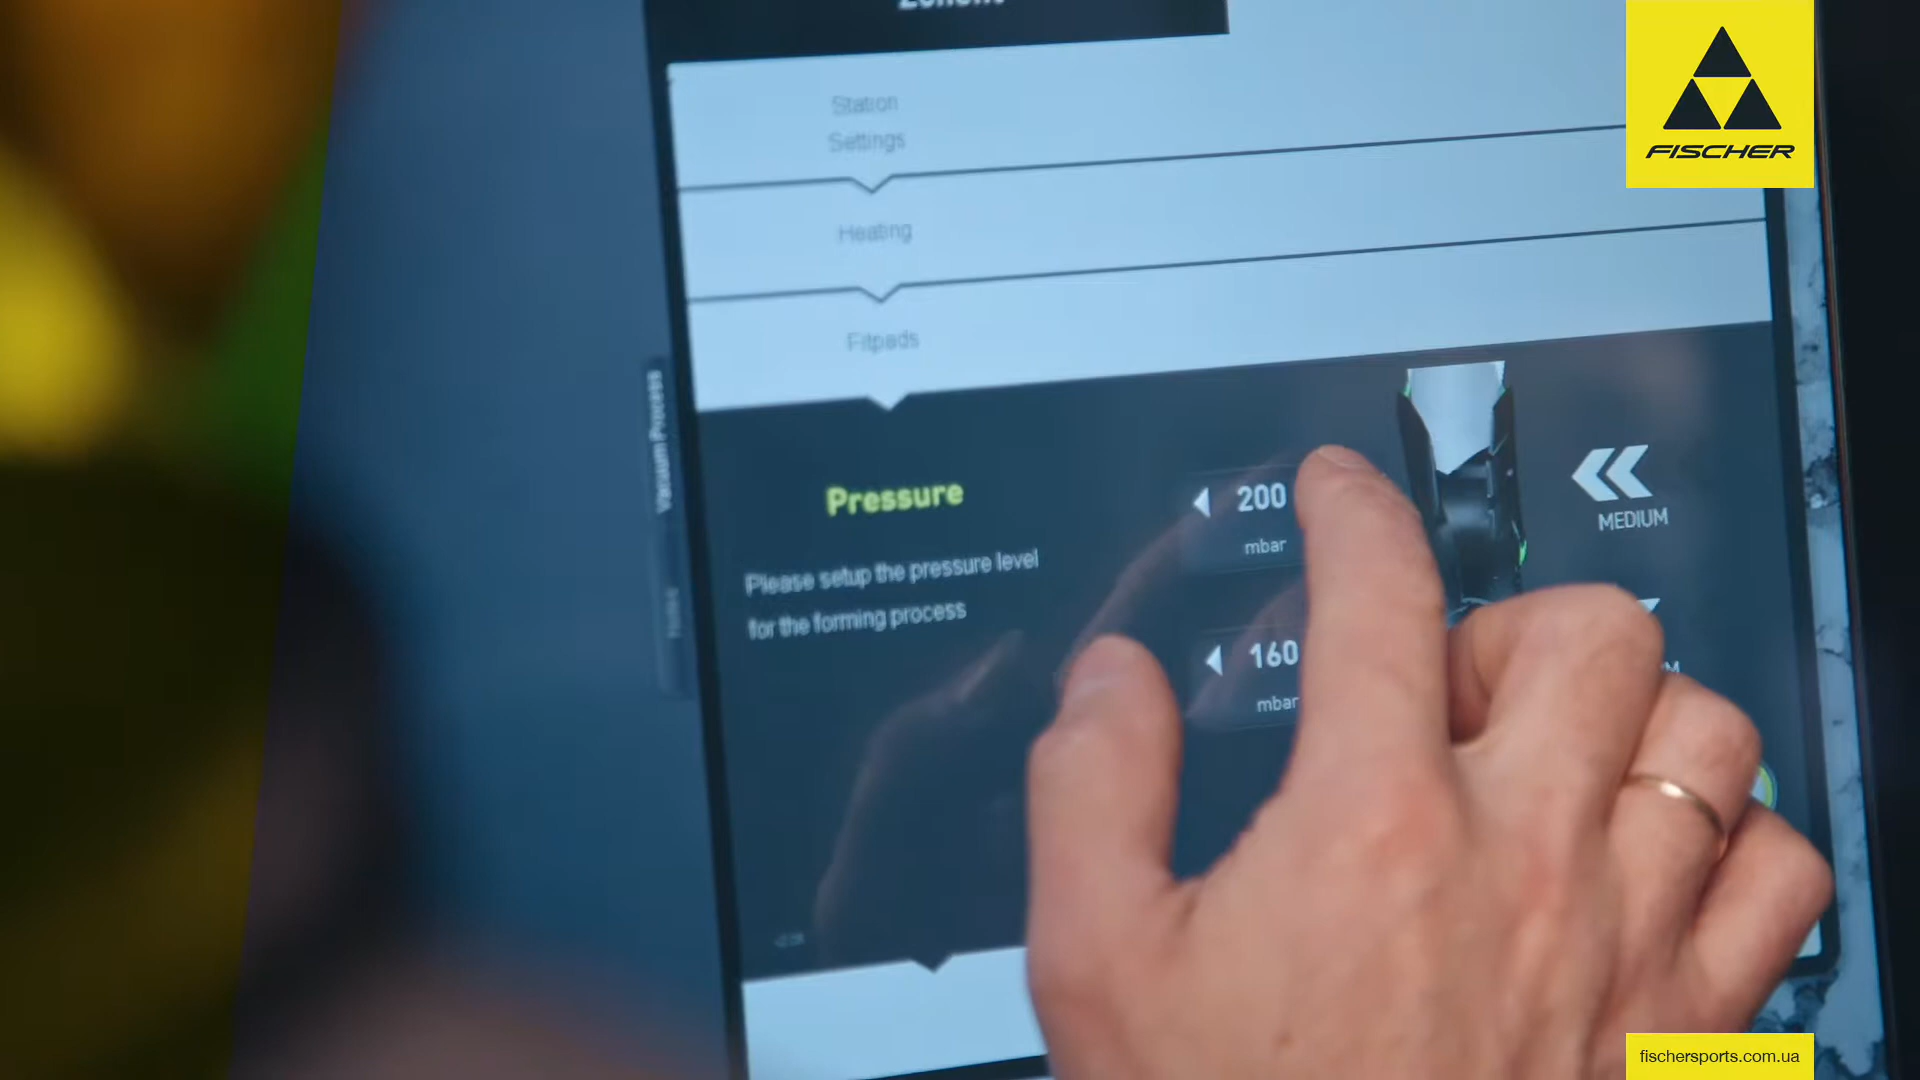 FISCHER
Station
Settings
Heating
Fitpads
Vacuum Process
Pressure
Please setup the pressure level
for the forming process
200
mbar
MEDIUM
160
mbar
fischersports.com.ua